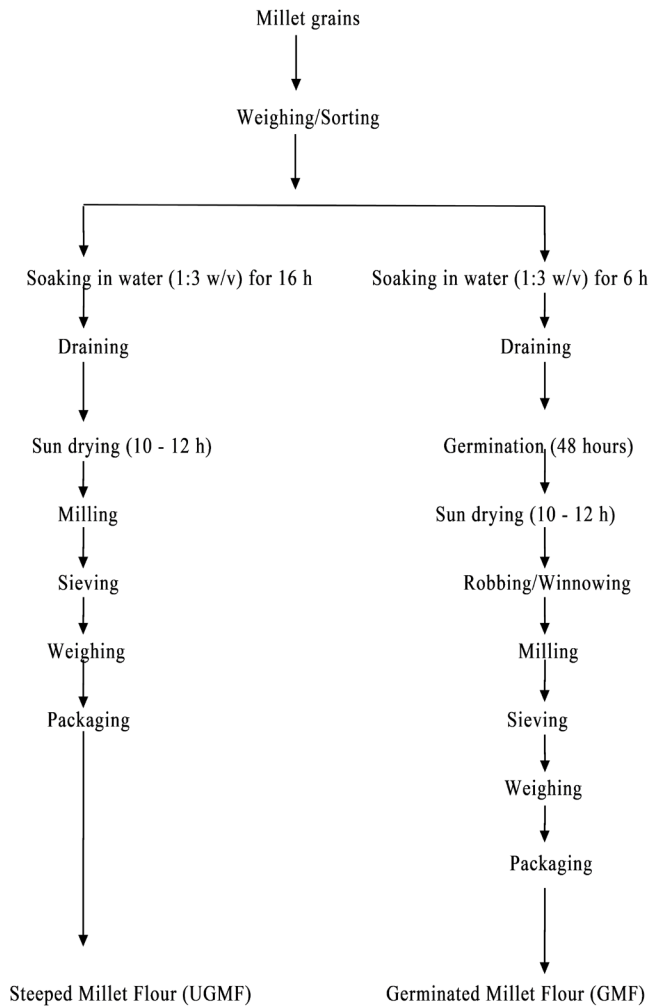 Millet grains
Weighing/Sorting
Soaking in water (1:3 w/v) for 16 h
Draining
Sun drying (10 - 12 h)
Milling
Sieving
Weighing
Packaging
Steeped Millet Flour (UGMF)
Soaking in water (1:3 w/v) for 6 h
Draining
Germination (48 hours)
Sun drying (10 - 12 h)
Robbing/Winnowing
Milling
Sieving
Weighing
Packaging
Germinated Millet Flour (GMF)